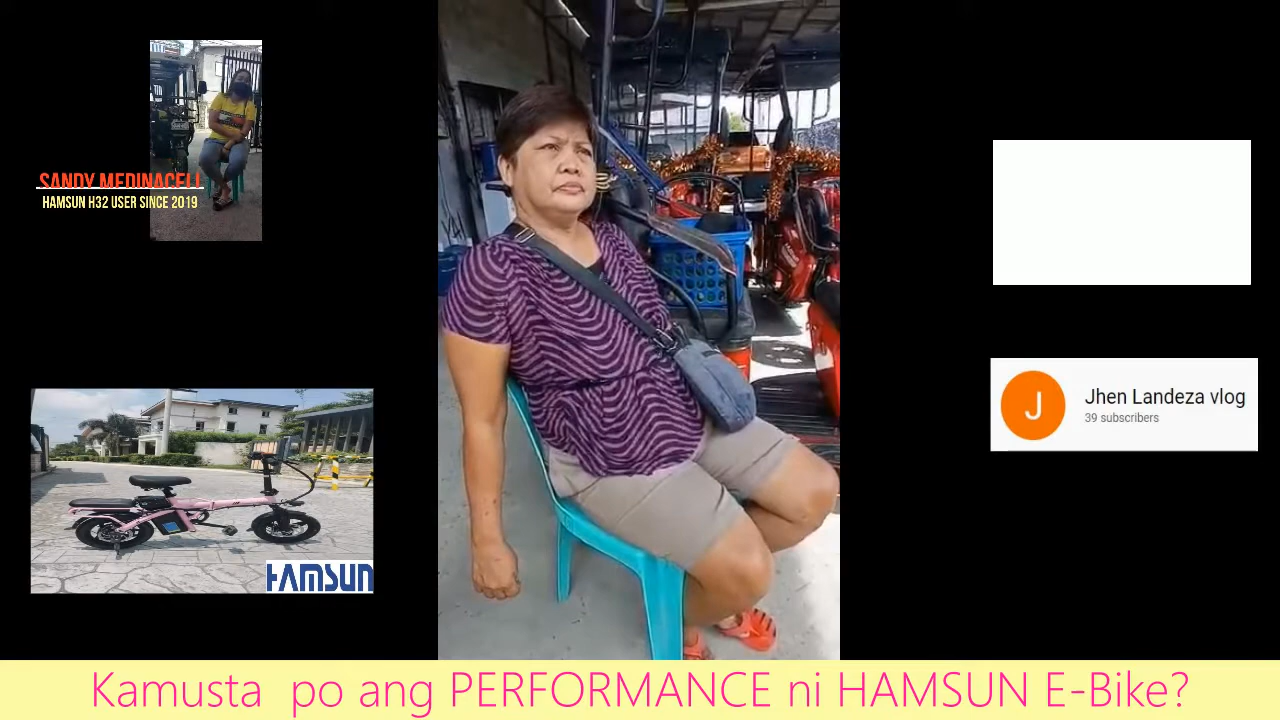 SANDY MEDINACELI
HAMSUN H32 USER SINCE 2019
HAMSUN
J
Jhen Landeza vlog
39 subscribers
Kamusta po ang PERFORMANCE ni HAMSUN E-Bike?